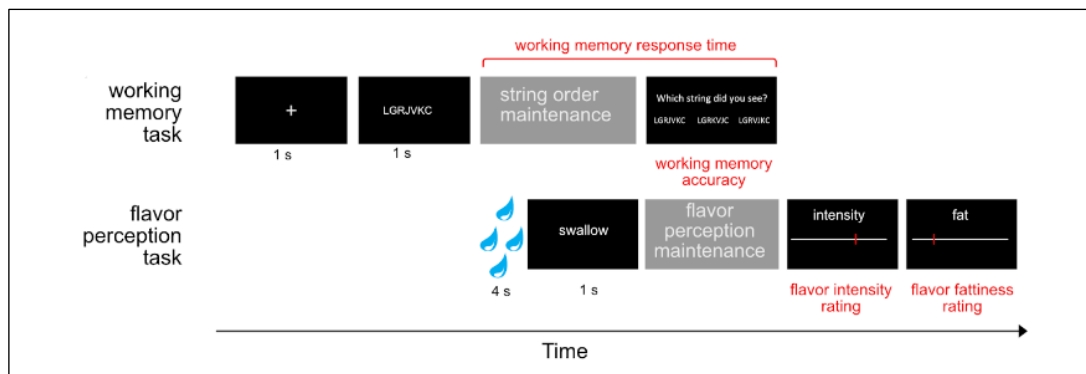 working memory response time
working
memory
task
+
1 s
LGRJVKC
1 s
string order
maintenance
Which string did you see?
LGRJVKC LGRKVJC LGRVJKC
working memory
accuracy
flavor
perception
task
4 s
swallow
1 s
flavor
perception
maintenance
intensity
flavor intensity
rating
fat
flavor fattiness
rating
Time